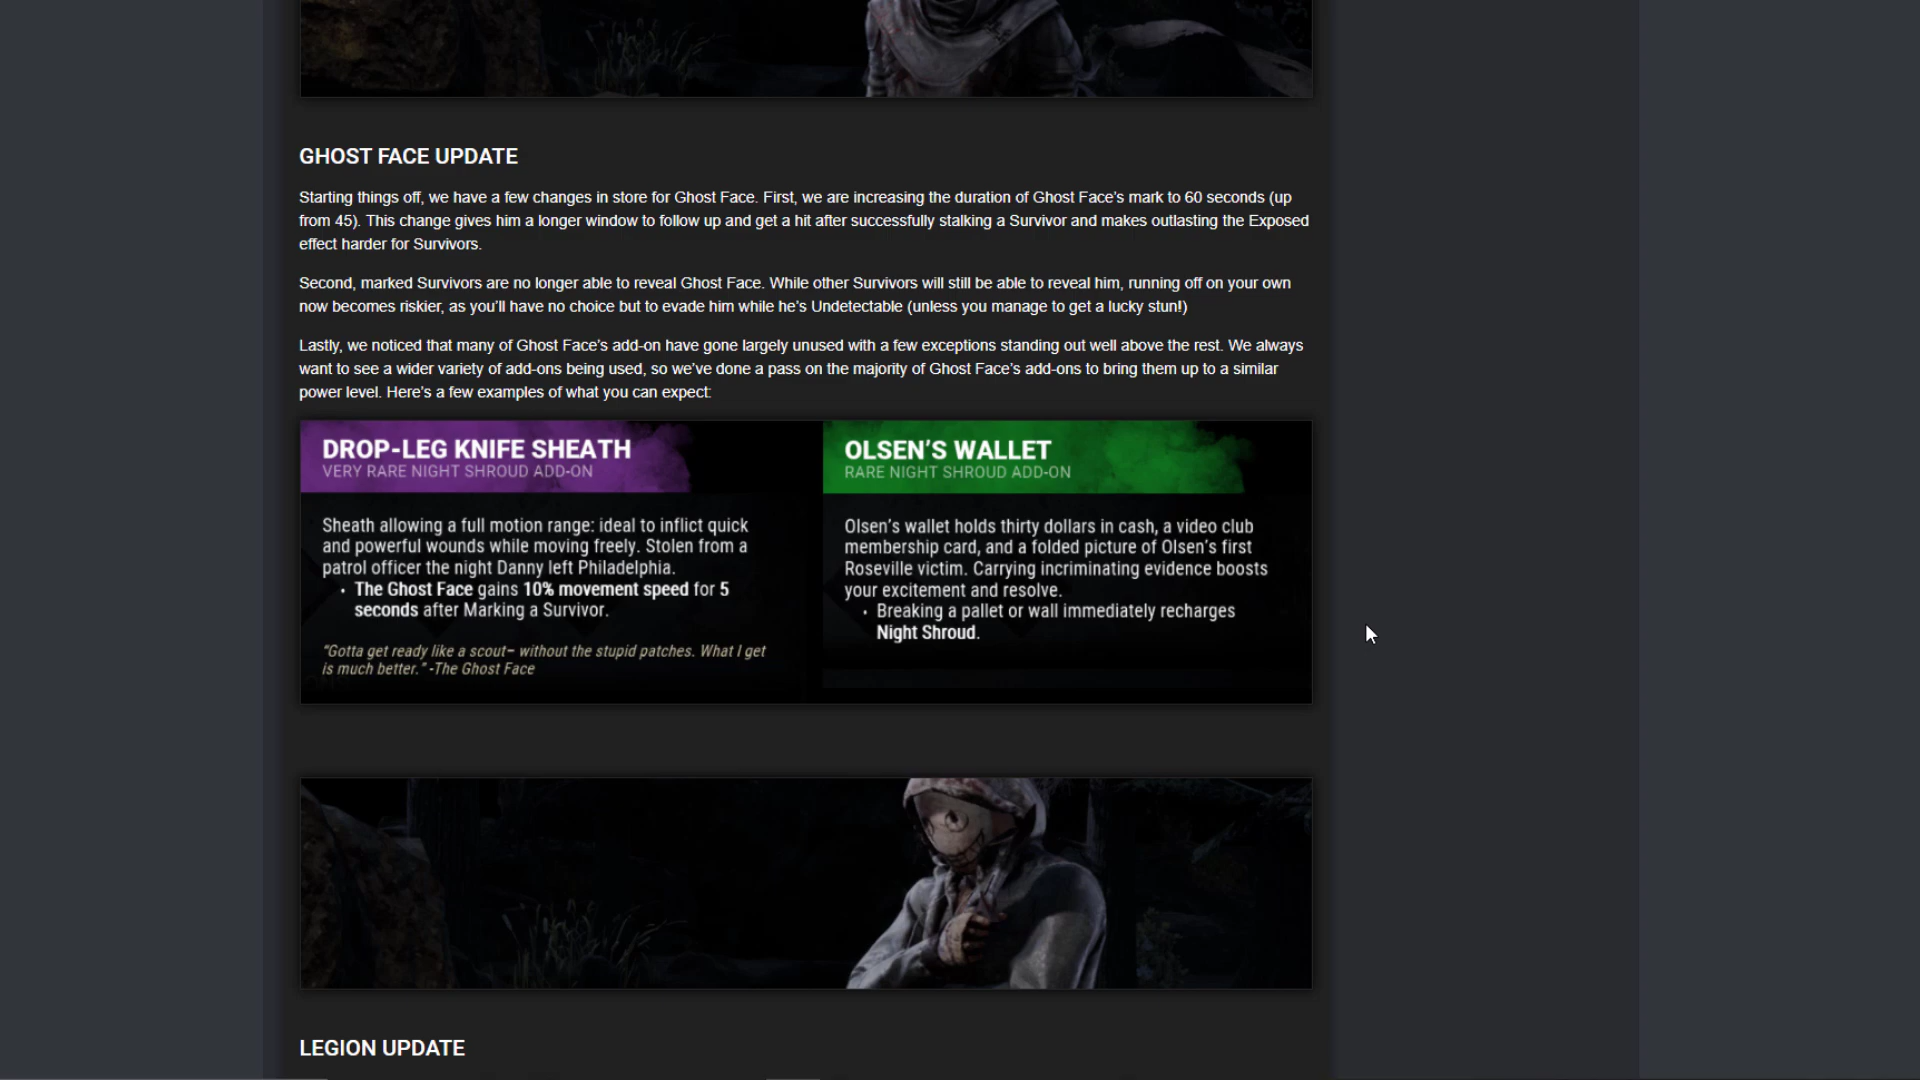 GHOST FACE UPDATE
Starting things off, we have a few changes in store for Ghost Face. First, we are increasing the duration of Ghost Face’s mark to 60 seconds (up
from 45). This change gives him a longer window to follow up and get a hit after successfully stalking a Survivor and makes outlasting the Exposed
effect harder for Survivors.
Second, marked Survivors are no longer able to reveal Ghost Face. While other Survivors will still be able to reveal him, running off on your own
now becomes riskier, as you’ll have no choice but to evade him while he’s Undetectable (unless you manage to get a lucky stun!)
Lastly, we noticed that many of Ghost Face’s add-on have gone largely unused with a few exceptions standing out well above the rest. We always
want to see a wider variety of add-ons being used, so we’ve done a pass on the majority of Ghost Face’s add-ons to bring them up to a similar
power level. Here’s a few examples of what you can expect:
DROP-LEG KNIFE SHEATH
VERY RARE NIGHT SHROUD ADD-ON
Sheath allowing a full motion range: ideal to inflict quick
and powerful wounds while moving freely. Stolen from a
patrol officer the night Danny left Philadelphia.
• The Ghost Face gains 10% movement speed for 5
seconds after Marking a Survivor.
“Gotta get ready like a scout– without the stupid patches. What I get
is much better.” -The Ghost Face
OLSEN’S WALLET
RARE NIGHT SHROUD ADD-ON
Olsen’s wallet holds thirty dollars in cash, a video club
membership card, and a folded picture of Olsen’s first
Roseville victim. Carrying incriminating evidence boosts
your excitement and resolve.
• Breaking a pallet or wall immediately recharges
Night Shroud.
LEGION UPDATE